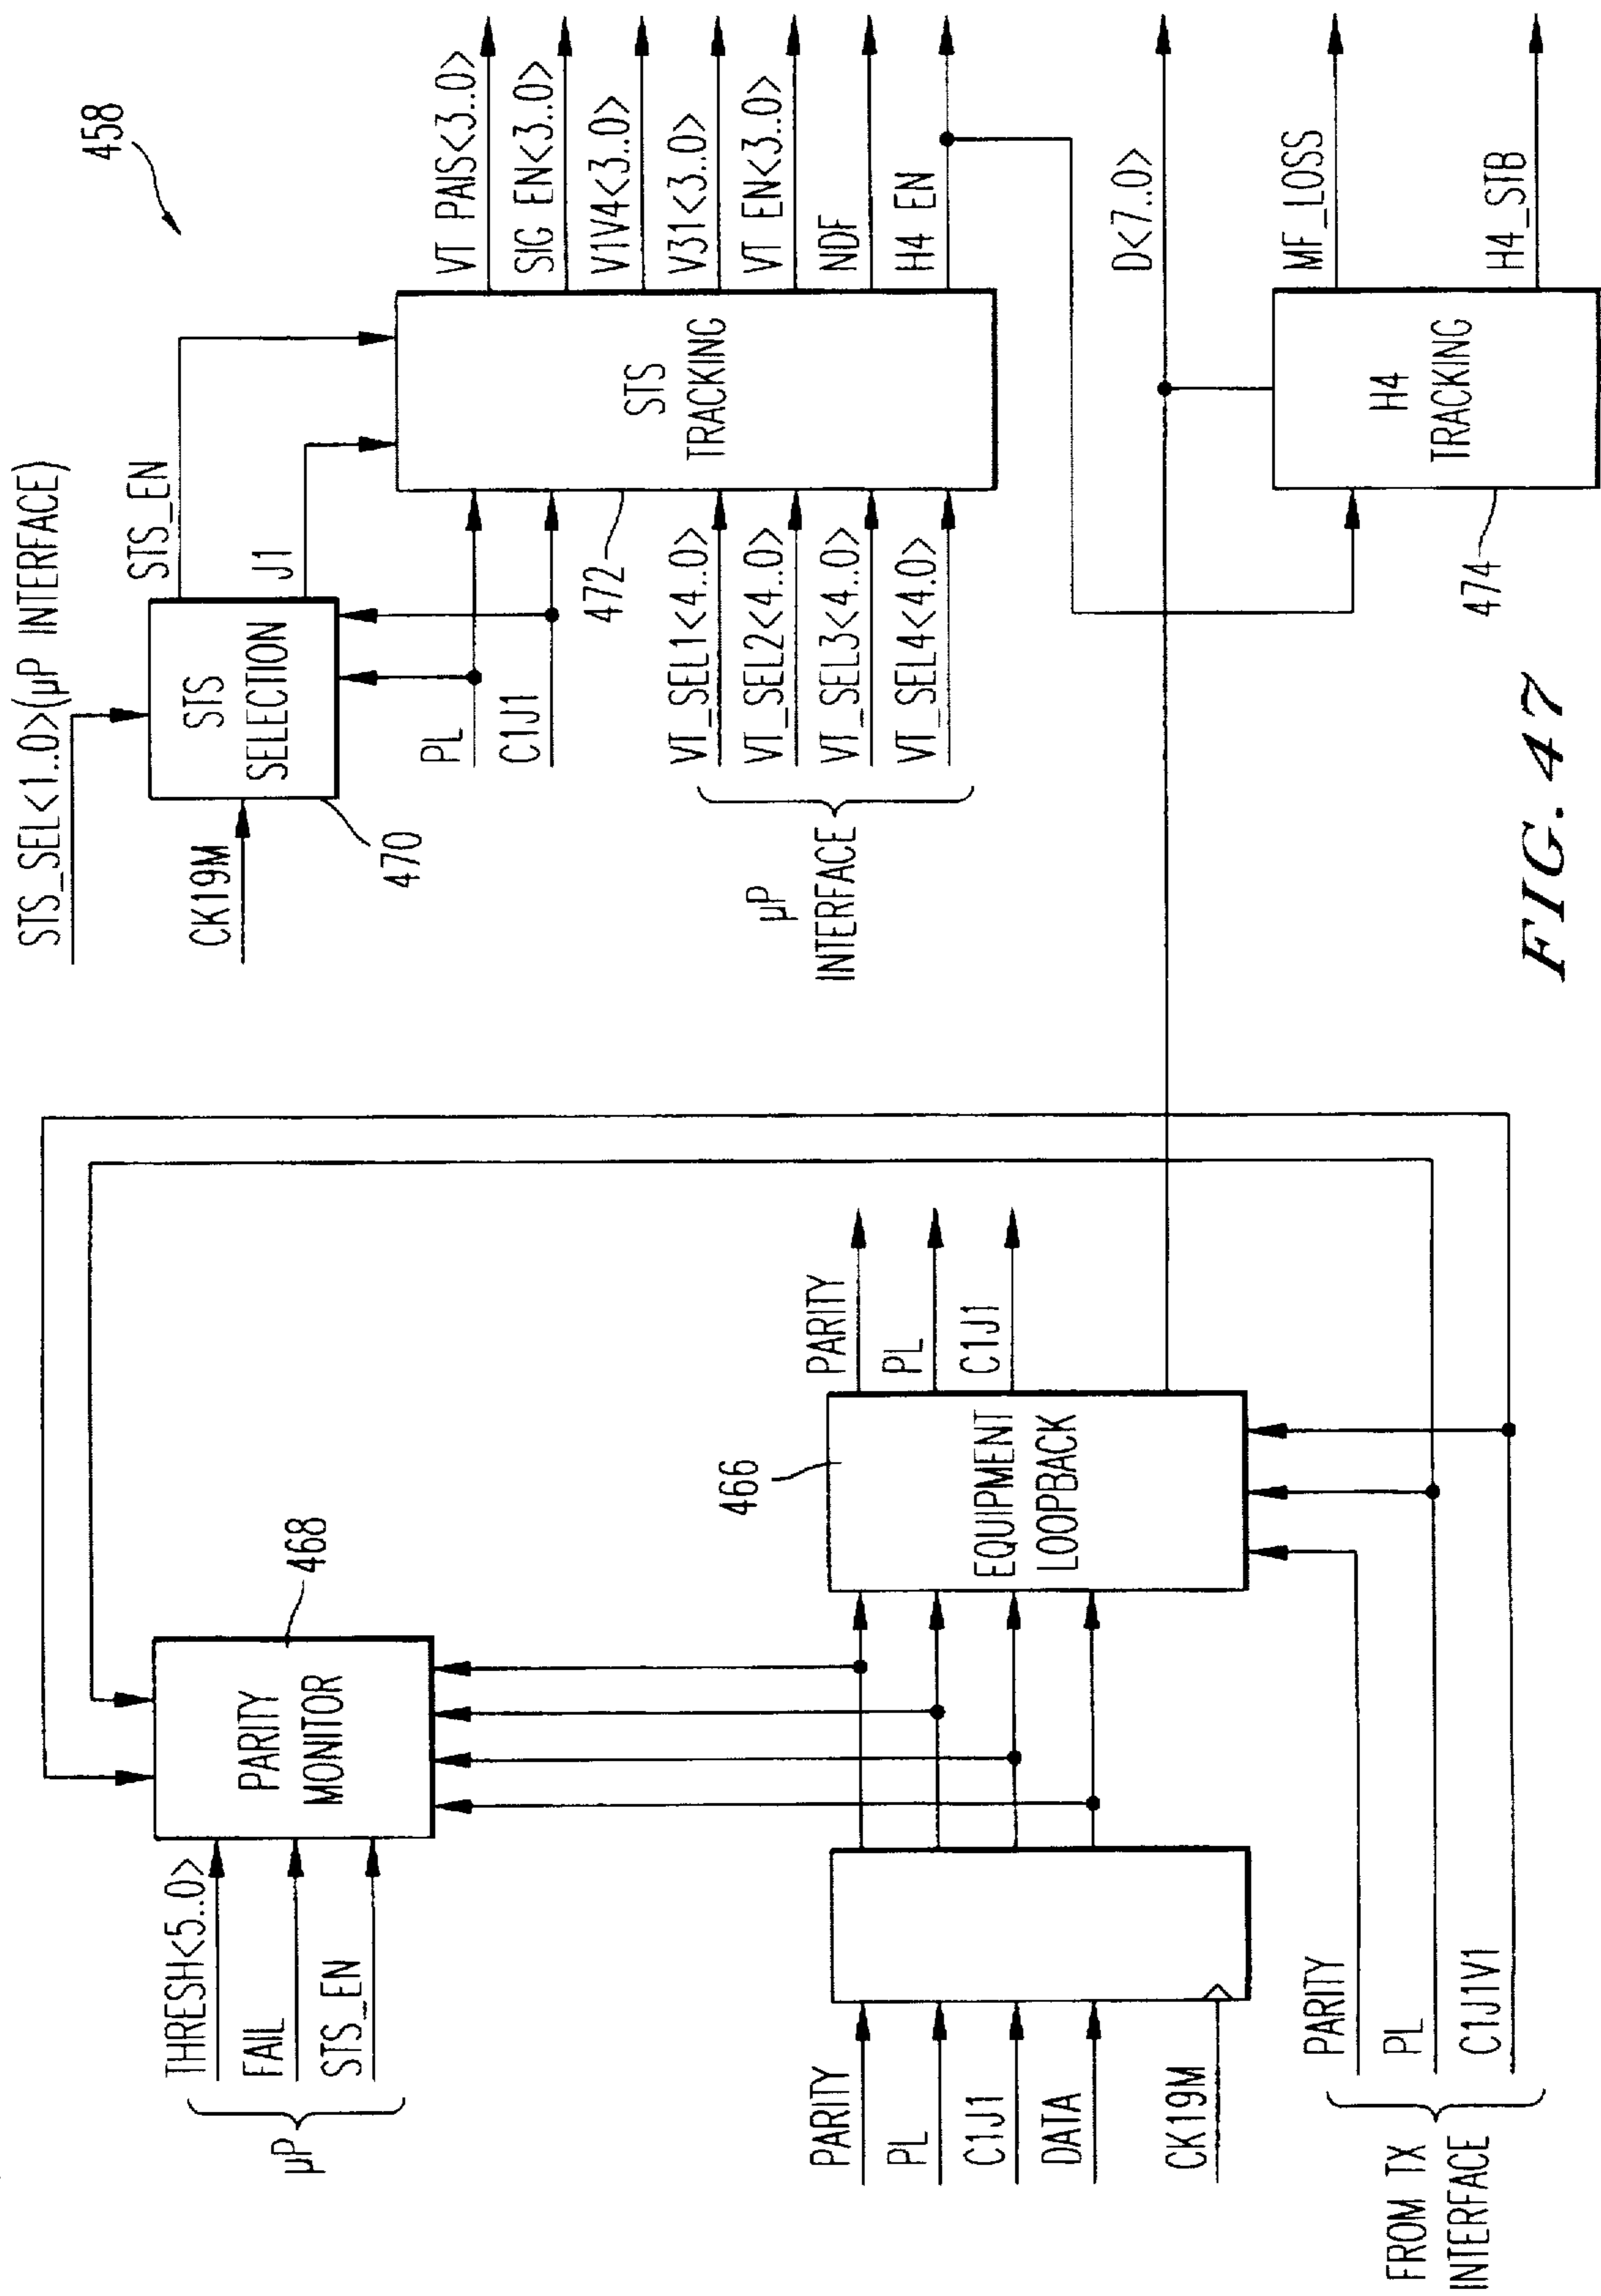 458
STS_SEL<1..0>(µP INTERFACE)
CK19M
STS
SELECTION
470
STS_EN
J1
PL
C1J1
VT_SEL1<4..0>
VT_SEL2<4..0>
VT_SEL3<4..0>
VT_SEL4<4.0>
µP
INTERFACE
472
STS
TRACKING
VT PAIS<3..0>
SIG EN<3..0>
V1V4<3..0>
V31<3..0>
VT EN<3..0>
NDF
H4 EN
D<7..0>
H4
TRACKING
474
MF_LOSS
H4_STB
THRESH<5..0>
FAIL
STS_EN
µP
PARITY
MONITOR
468
PARITY
PL
C1J1
DATA
CK19M
466
EQUIPMENT
LOOPBACK
PARITY
PL
C1J1
PARITY
PL
C1J1V1
FROM TX
INTERFACE
FIG. 47